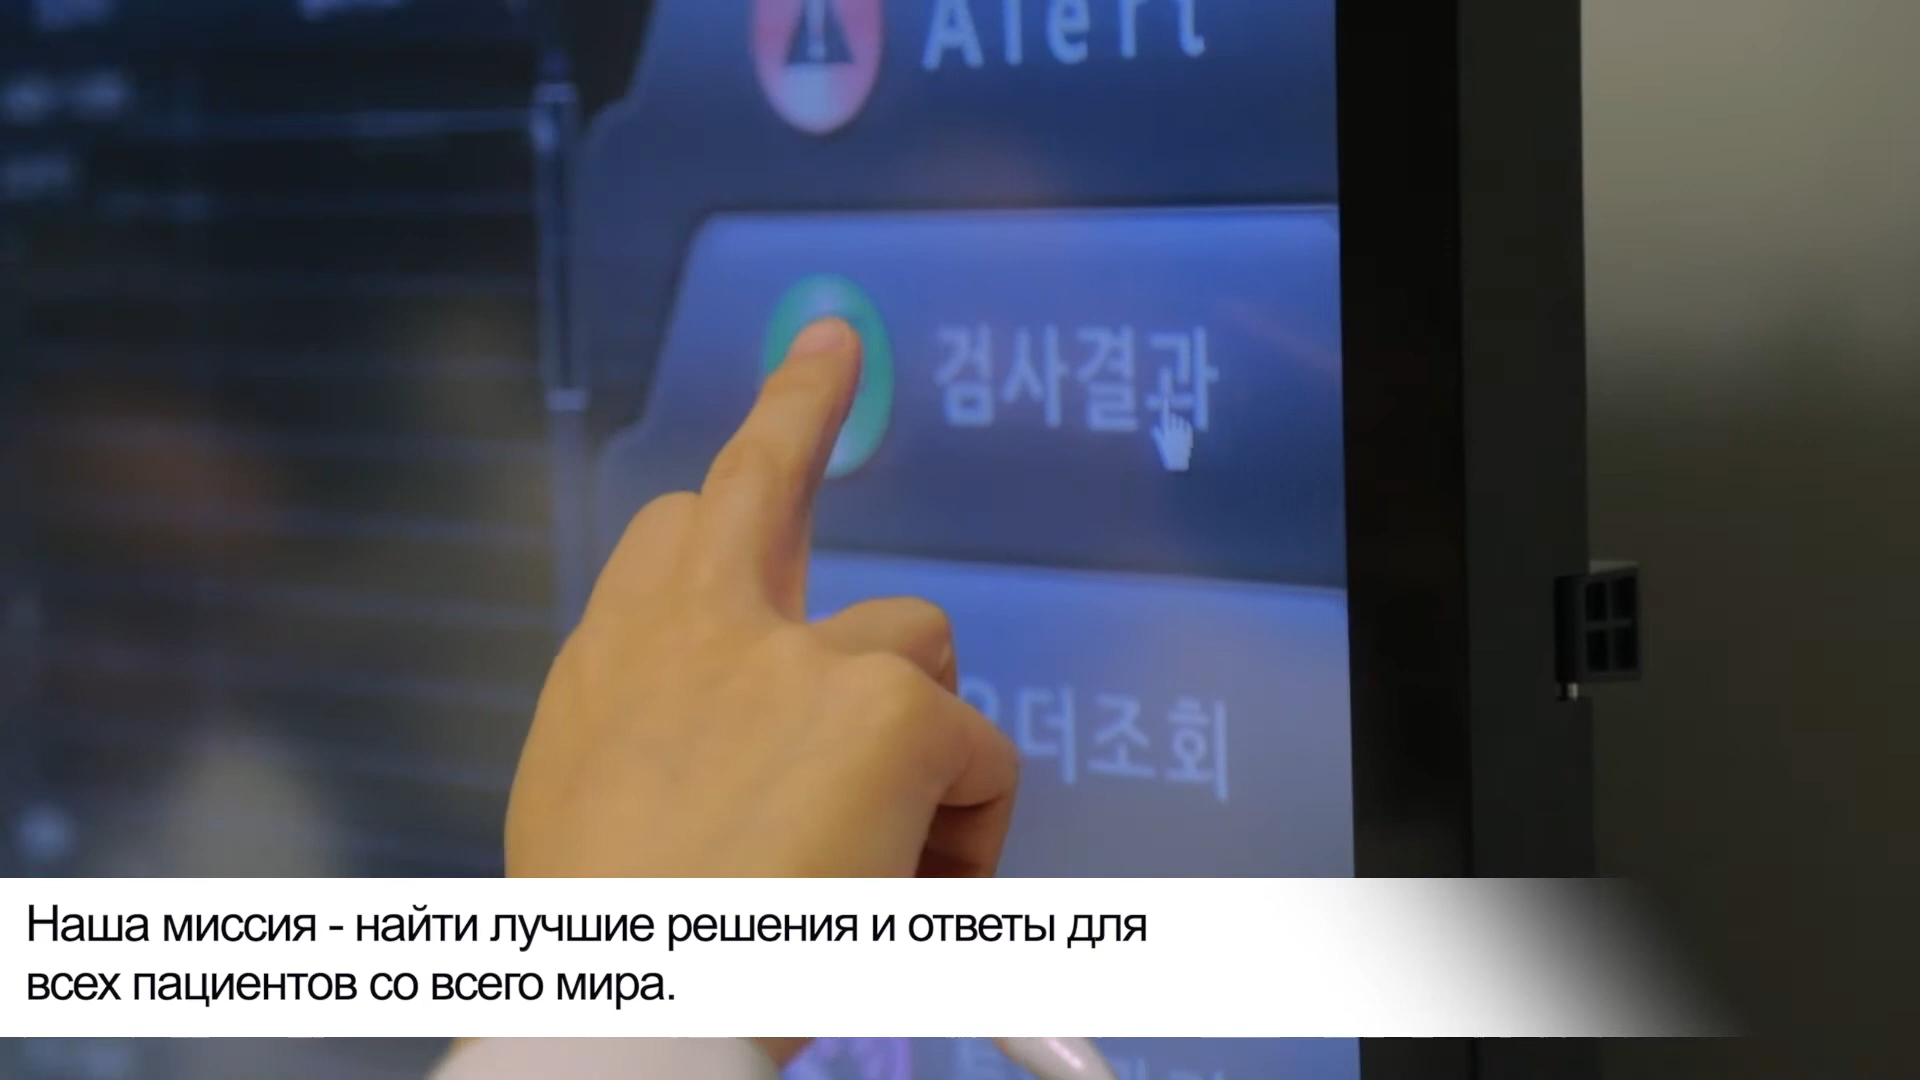 Alert
검사결과
오더조회
Наша миссия - найти лучшие решения и ответы для
всех пациентов со всего мира.